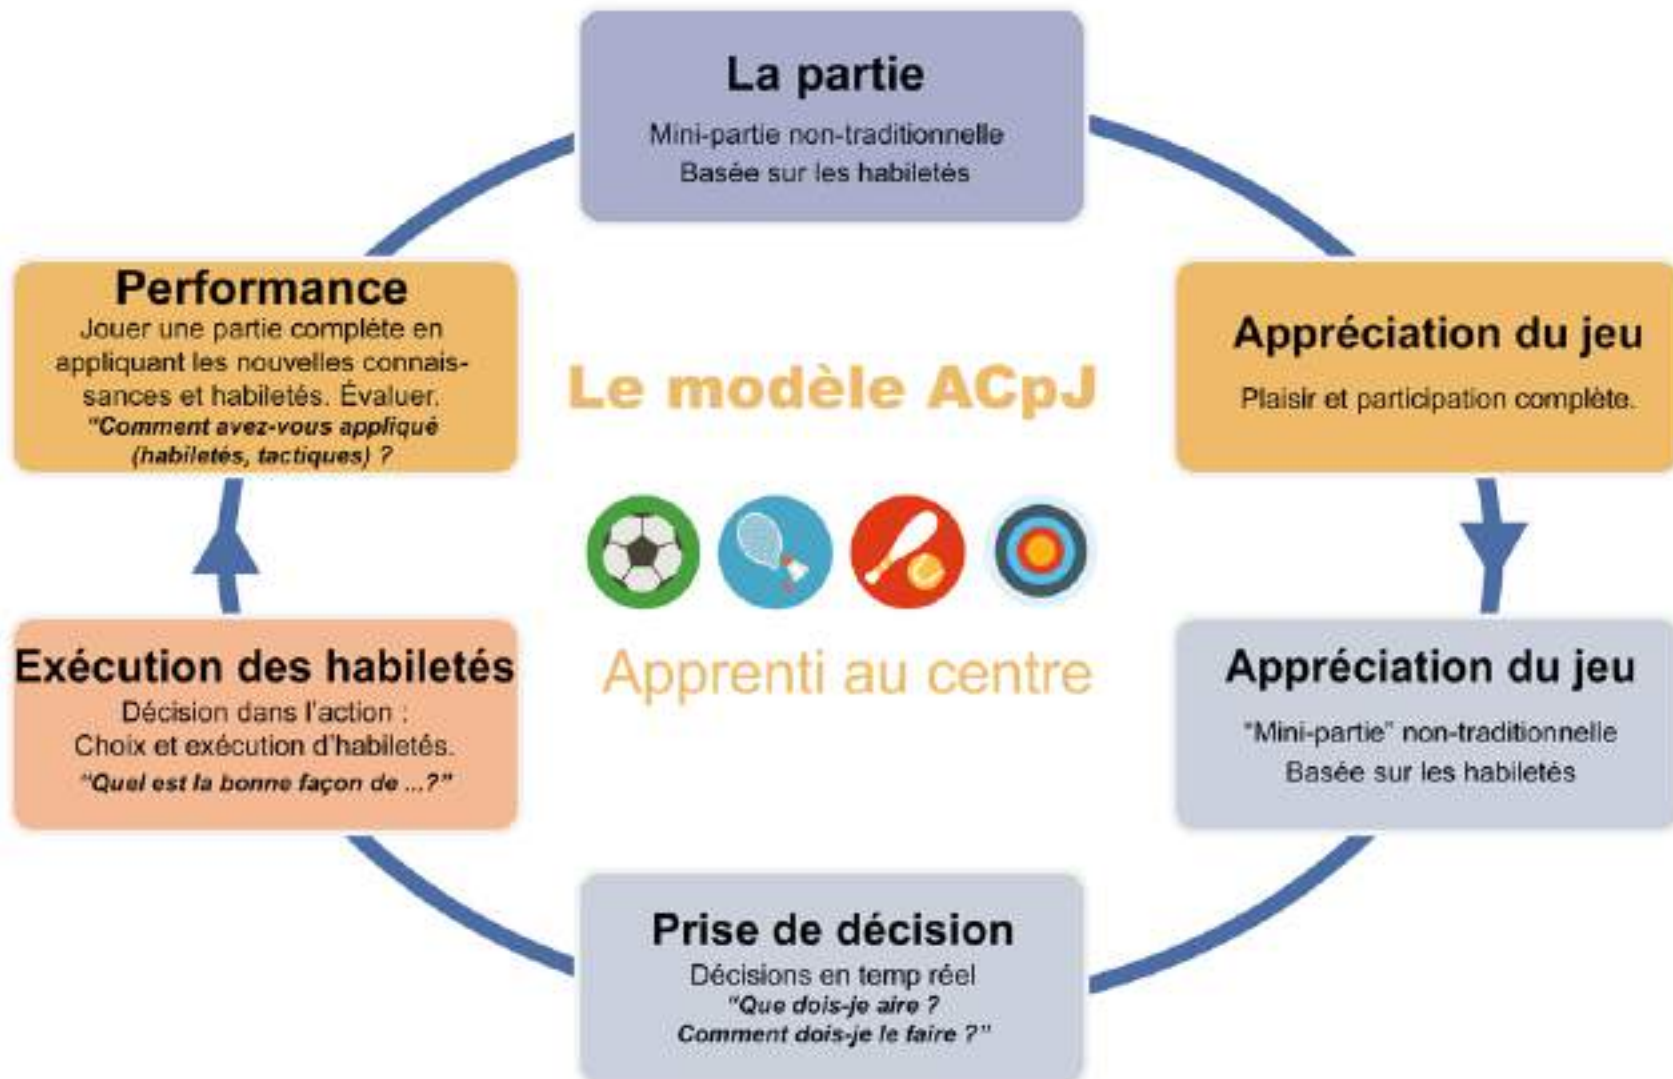 La partie
Mini-partie non-traditionnelle
Basée sur les habiletés
Appréciation du jeu
Plaisir et participation complète.
Appréciation du jeu
"Mini-partie" non-traditionnelle
Basée sur les habiletés
Prise de décision
Décisions en temp réel
"Que dois-je aire ?
Comment dois-je le faire ?"
Exécution des habiletés
Décision dans l'action :
Choix et exécution d'habiletés.
"Quel est la bonne façon de ...?"
Performance
Jouer une partie complète en
appliquant les nouvelles connais-
sances et habiletés. Évaluer.
"Comment avez-vous appliqué
(habiletés, tactiques) ?
Le modèle ACpJ
Apprenti au centre